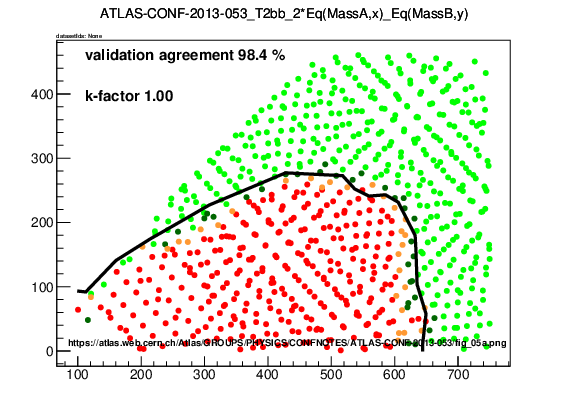 ATLAS-CONF-2013-053_T2bb_2*Eq(MassA,x)_Eq(MassB,y)
datasetIds: None
validation agreement 98.4 %
k-factor 1.00
400
300
200
100
0
https://atlas.web.cern.ch/Atlas/GROUPS/PHYSICS/CONFNOTES/ATLAS-CONF-2013-053/fig_05a.png
100 200 300 400 500 600 700